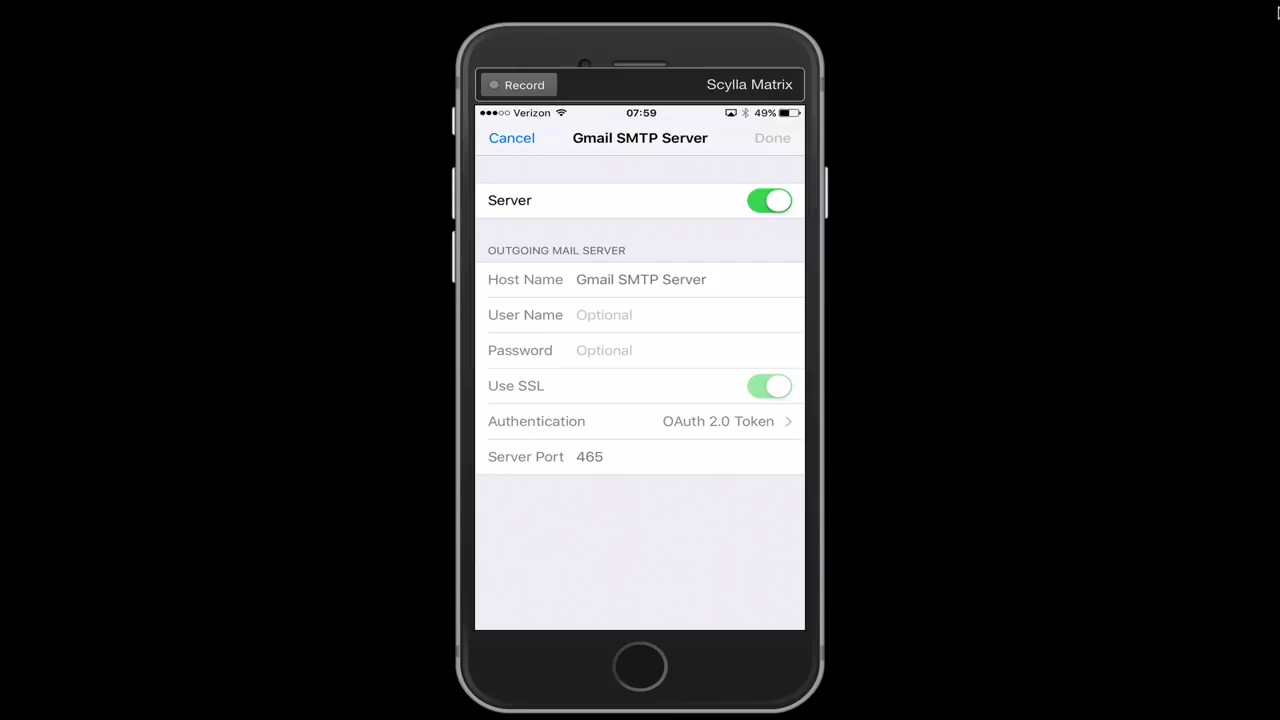 Record Scylla Matrix
Verizon 07:59 49%
Cancel Gmail SMTP Server Done
Server
OUTGOING MAIL SERVER
Host Name Gmail SMTP Server
User Name Optional
Password Optional
Use SSL
Authentication OAuth 2.0 Token
Server Port 465